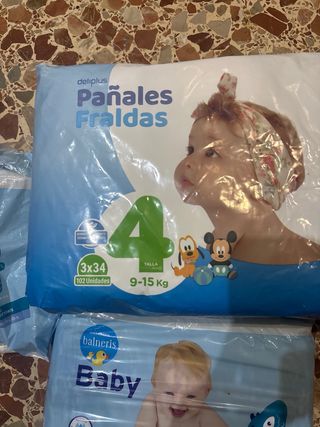 deliplus
Pañales
Fraldas
4
TALLA
3x34
102 Unidades
9-15 Kg
balneris
Baby